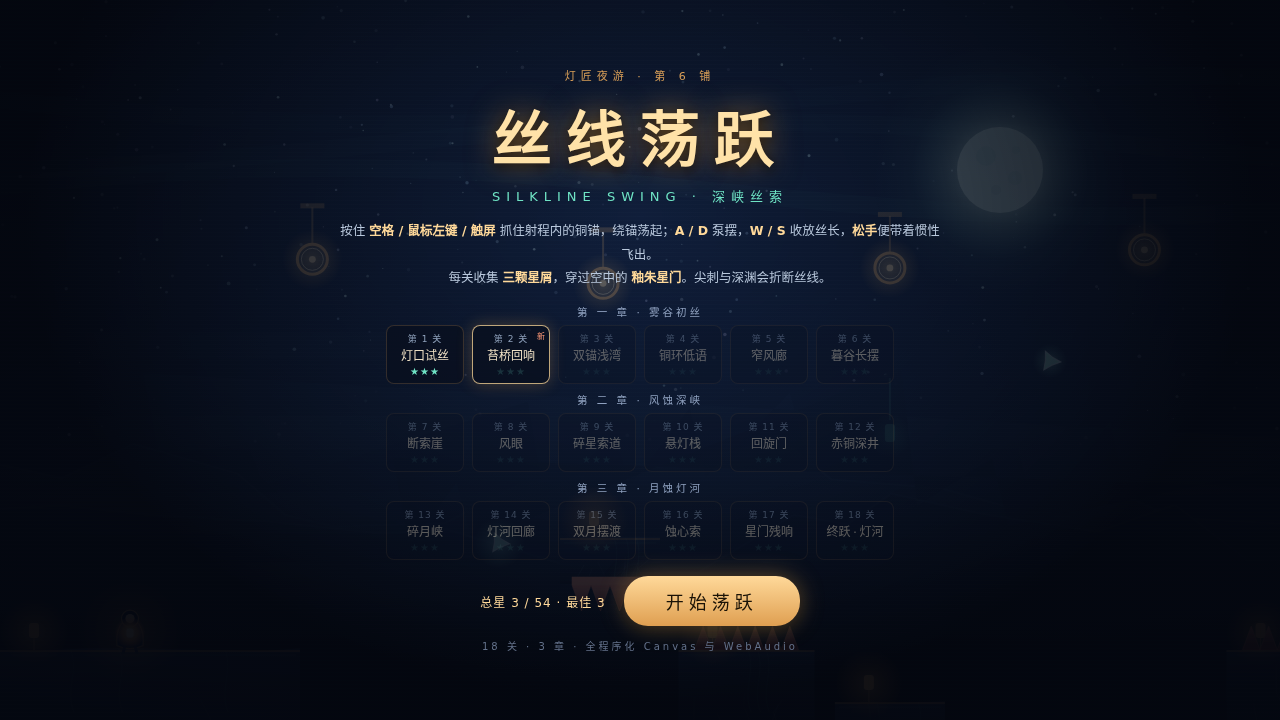 灯匠夜游 · 第 6 铺
丝线荡跃
SILKLINE SWING · 深峡丝索
按住 空格 / 鼠标左键 / 触屏 抓住射程内的铜锚，绕锚荡起；A / D 泵摆，W / S 收放丝长，松手便带着惯性
飞出。
每关收集 三颗星屑，穿过空中的 釉朱星门。尖刺与深渊会折断丝线。
第 一 章 · 雾谷初丝
第 1 关
灯口试丝
★★★
第 2 关
新
苔桥回响
★★★
第 3 关
双锚浅湾
★★★
第 4 关
铜环低语
★★★
第 5 关
窄风廊
★★★
第 6 关
暮谷长摆
★★★
第 二 章 · 风蚀深峡
第 7 关
断索崖
★★★
第 8 关
风眼
★★★
第 9 关
碎星索道
★★★
第 10 关
悬灯栈
★★★
第 11 关
回旋门
★★★
第 12 关
赤铜深井
★★★
第 三 章 · 月蚀灯河
第 13 关
碎月峡
★★★
第 14 关
灯河回廊
★★★
第 15 关
双月摆渡
★★★
第 16 关
蚀心索
★★★
第 17 关
星门残响
★★★
第 18 关
终跃 · 灯河
★★★
总星 3 / 54 · 最佳 3
开始荡跃
18 关 · 3 章 · 全程序化 Canvas 与 WebAudio